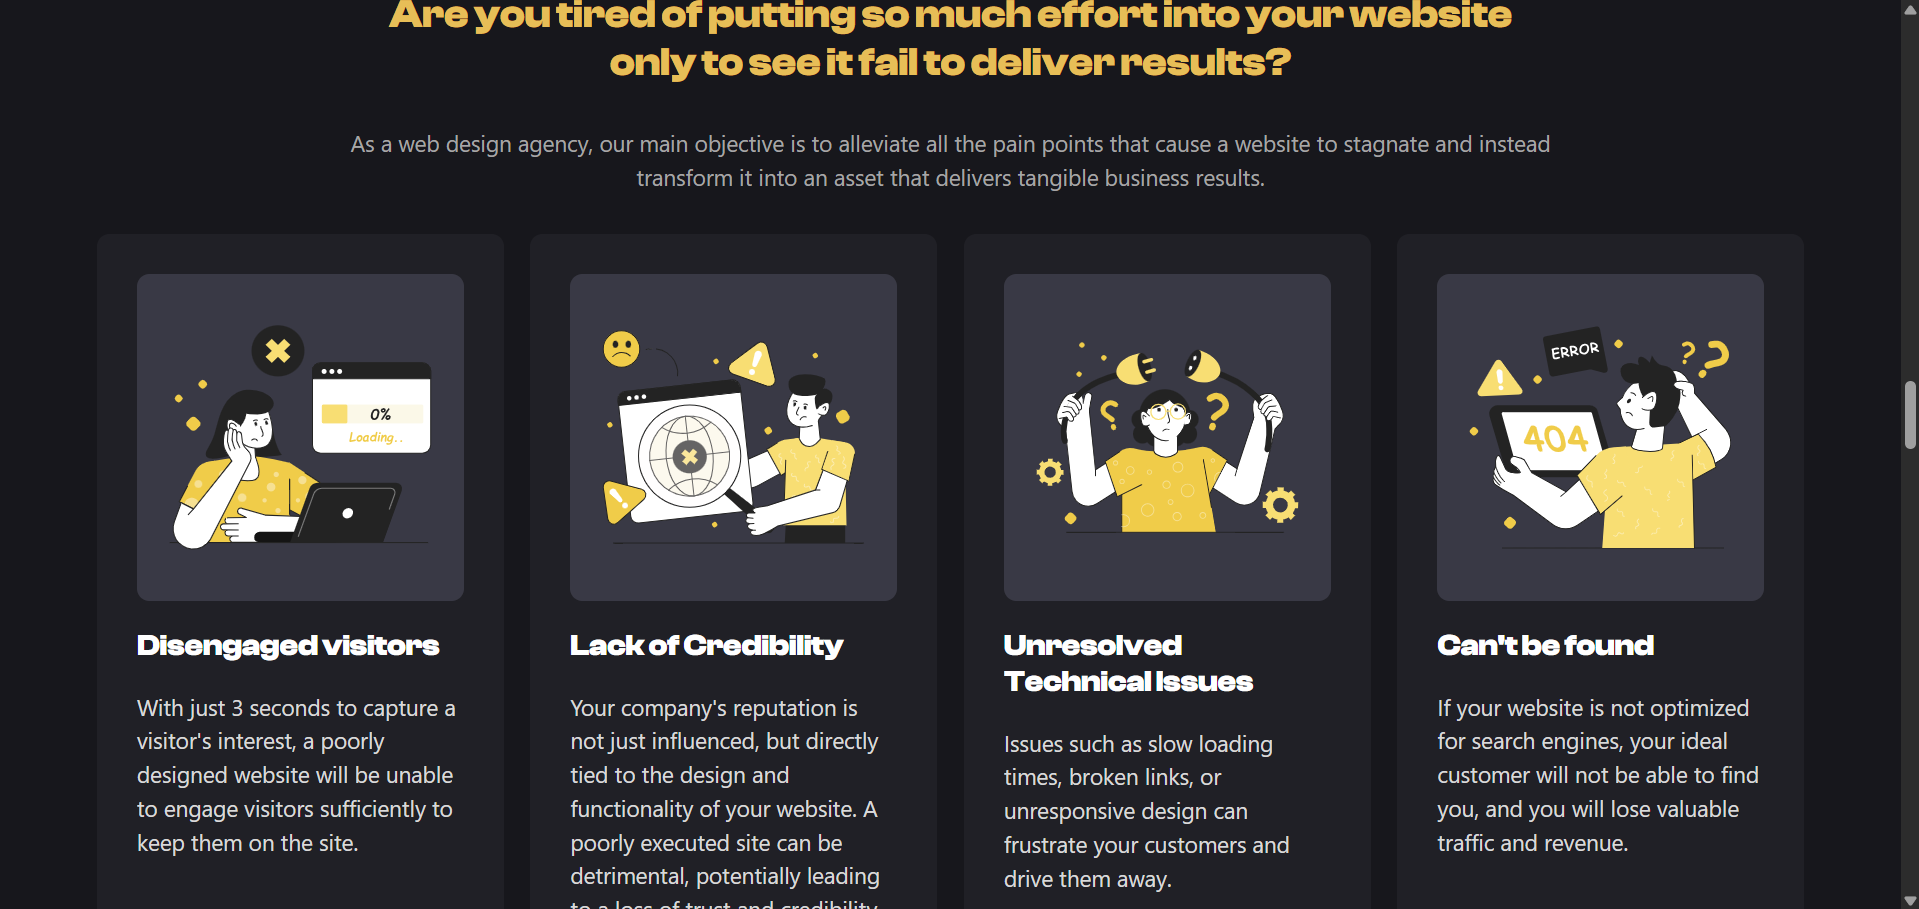 Are you tired of putting so much effort into your website
only to see it fail to deliver results?
As a web design agency, our main objective is to alleviate all the pain points that cause a website to stagnate and instead
transform it into an asset that delivers tangible business results.
0%
Loading..
Disengaged visitors
With just 3 seconds to capture a
visitor's interest, a poorly
designed website will be unable
to engage visitors sufficiently to
keep them on the site.
Lack of Credibility
Your company's reputation is
not just influenced, but directly
tied to the design and
functionality of your website. A
poorly executed site can be
detrimental, potentially leading
to a loss of trust and credibility
Unresolved
Technical Issues
Issues such as slow loading
times, broken links, or
unresponsive design can
frustrate your customers and
drive them away.
ERROR
404
Can't be found
If your website is not optimized
for search engines, your ideal
customer will not be able to find
you, and you will lose valuable
traffic and revenue.